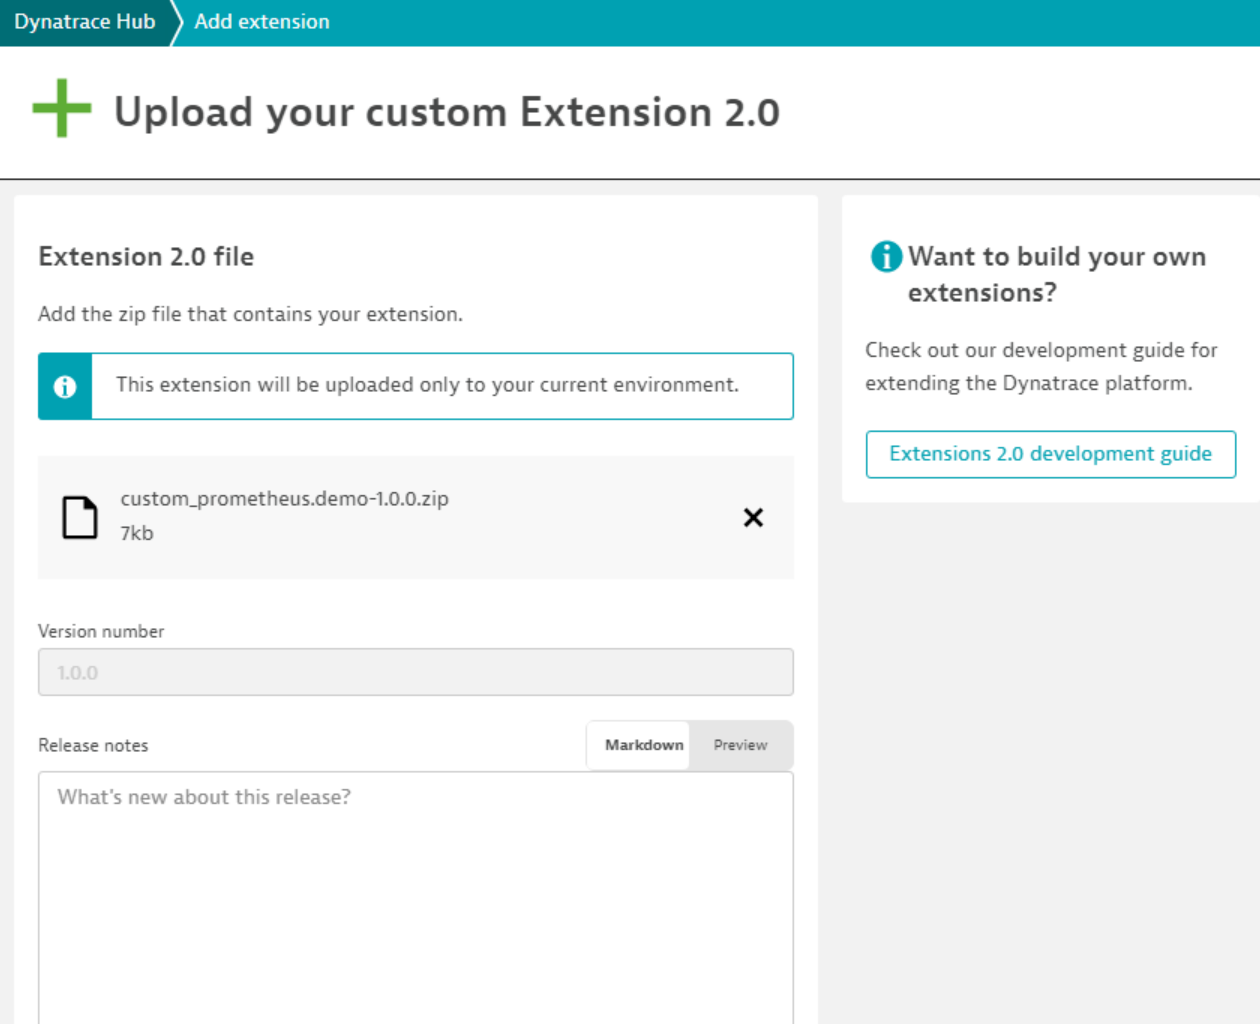 Dynatrace Hub
Add extension
Upload your custom Extension 2.0
Extension 2.0 file
Add the zip file that contains your extension.
This extension will be uploaded only to your current environment.
custom_prometheus.demo-1.0.0.zip
7kb
Version number
1.0.0
Release notes
Markdown
Preview
What's new about this release?
Want to build your own
extensions?
Check out our development guide for
extending the Dynatrace platform.
Extensions 2.0 development guide